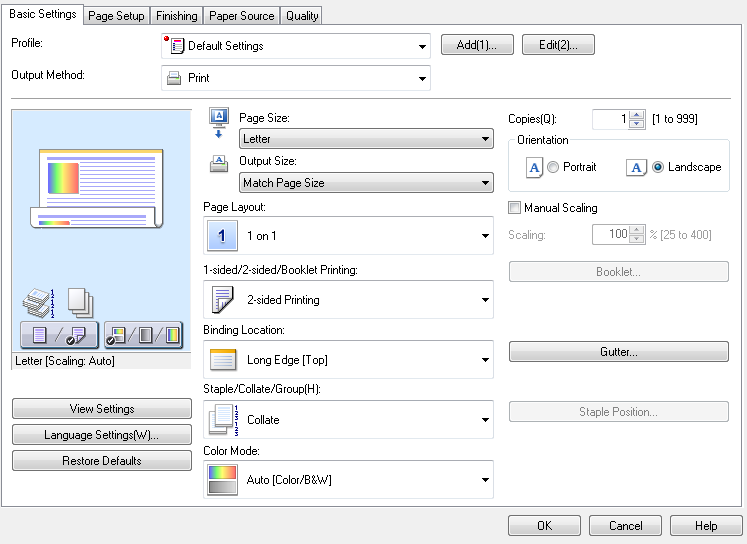 Basic Settings Page Setup Finishing Paper Source Quality
Profile: Default Settings Add(1)... Edit(2)...
Output Method: Print
Page Size: Copies(Q): 1 [1 to 999]
Letter
Orientation
Output Size: A Portrait A Landscape
Match Page Size
Page Layout: Manual Scaling
1 1 on 1 Scaling: 100 % [25 to 400]
1-sided/2-sided/Booklet Printing: Booklet...
2-sided Printing
Binding Location:
Long Edge [Top] Gutter...
Letter [Scaling: Auto]
Staple/Collate/Group(H):
View Settings Collate Staple Position...
Language Settings(W)...
Color Mode:
Restore Defaults
Auto [Color/B&W]
OK Cancel Help